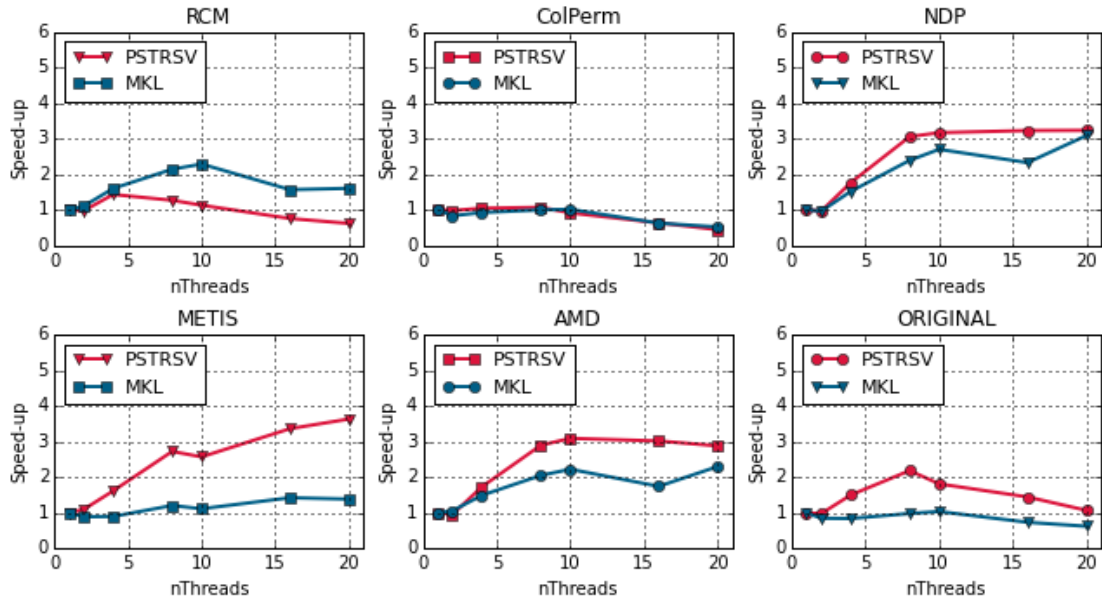 RCM
6
5
4
3
2
1
0
Speed-up
PSTRSV
MKL
0 5 10 15 20
nThreads
ColPerm
6
5
4
3
2
1
0
Speed-up
PSTRSV
MKL
0 5 10 15 20
nThreads
NDP
6
5
4
3
2
1
0
Speed-up
PSTRSV
MKL
0 5 10 15 20
nThreads
METIS
6
5
4
3
2
1
0
Speed-up
PSTRSV
MKL
0 5 10 15 20
nThreads
AMD
6
5
4
3
2
1
0
Speed-up
PSTRSV
MKL
0 5 10 15 20
nThreads
ORIGINAL
6
5
4
3
2
1
0
Speed-up
PSTRSV
MKL
0 5 10 15 20
nThreads